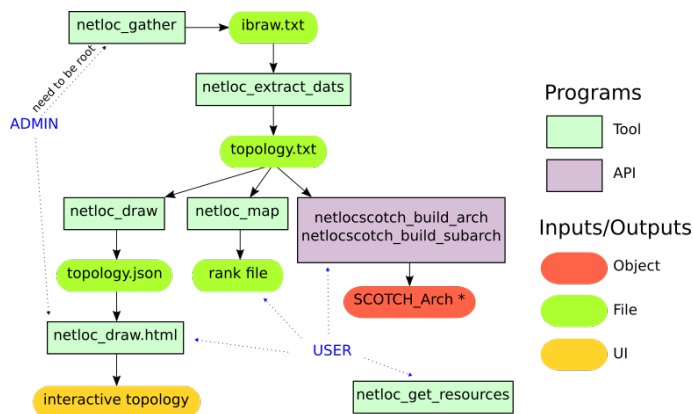 netloc_gather
ibraw.txt
need to be root
netloc_extract_dats
ADMIN
topology.txt
netloc_draw
netloc_map
netlocscotch_build_arch
netlocscotch_build_subarch
topology.json
rank file
SCOTCH_Arch *
netloc_draw.html
USER
interactive topology
netloc_get_resources
Programs
Tool
API
Inputs/Outputs
Object
File
UI